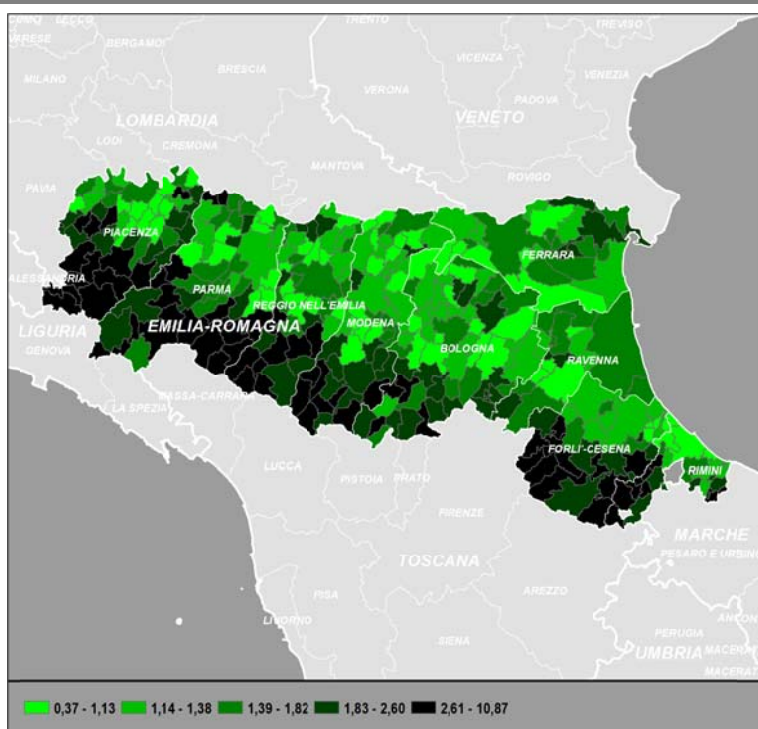 COMO
LECCO
TRENTO
TREVISO
VARESE
BERGAMO
VICENZA
BRESCIA
VENEZIA
MILANO
VERONA
PADOVA
LOMBARDIA
VENETO
LODI
CREMONA
MANTOVA
ROVIGO
PAVIA
PIACENZA
FERRARA
ALESSANDRIA
PARMA
REGGIO NELL'EMILIA
EMILIA-ROMAGNA
MODENA
LIGURIA
BOLOGNA
RAVENNA
GENOVA
MASSA-CARRARA
LA SPEZIA
FORLI'-CESENA
LUCCA
RIMINI
PISTOIA
PRATO
FIRENZE
MARCHE
PESARO E URBINO
TOSCANA
PISA
AREZZO
LIVORNO
ANCON
PERUGIA
SIENA
UMBRIA
MACERAT
MACERAT
0,37 - 1,13 1,14 - 1,38 1,39 - 1,82 1,83 - 2,60 2,61 - 10,87